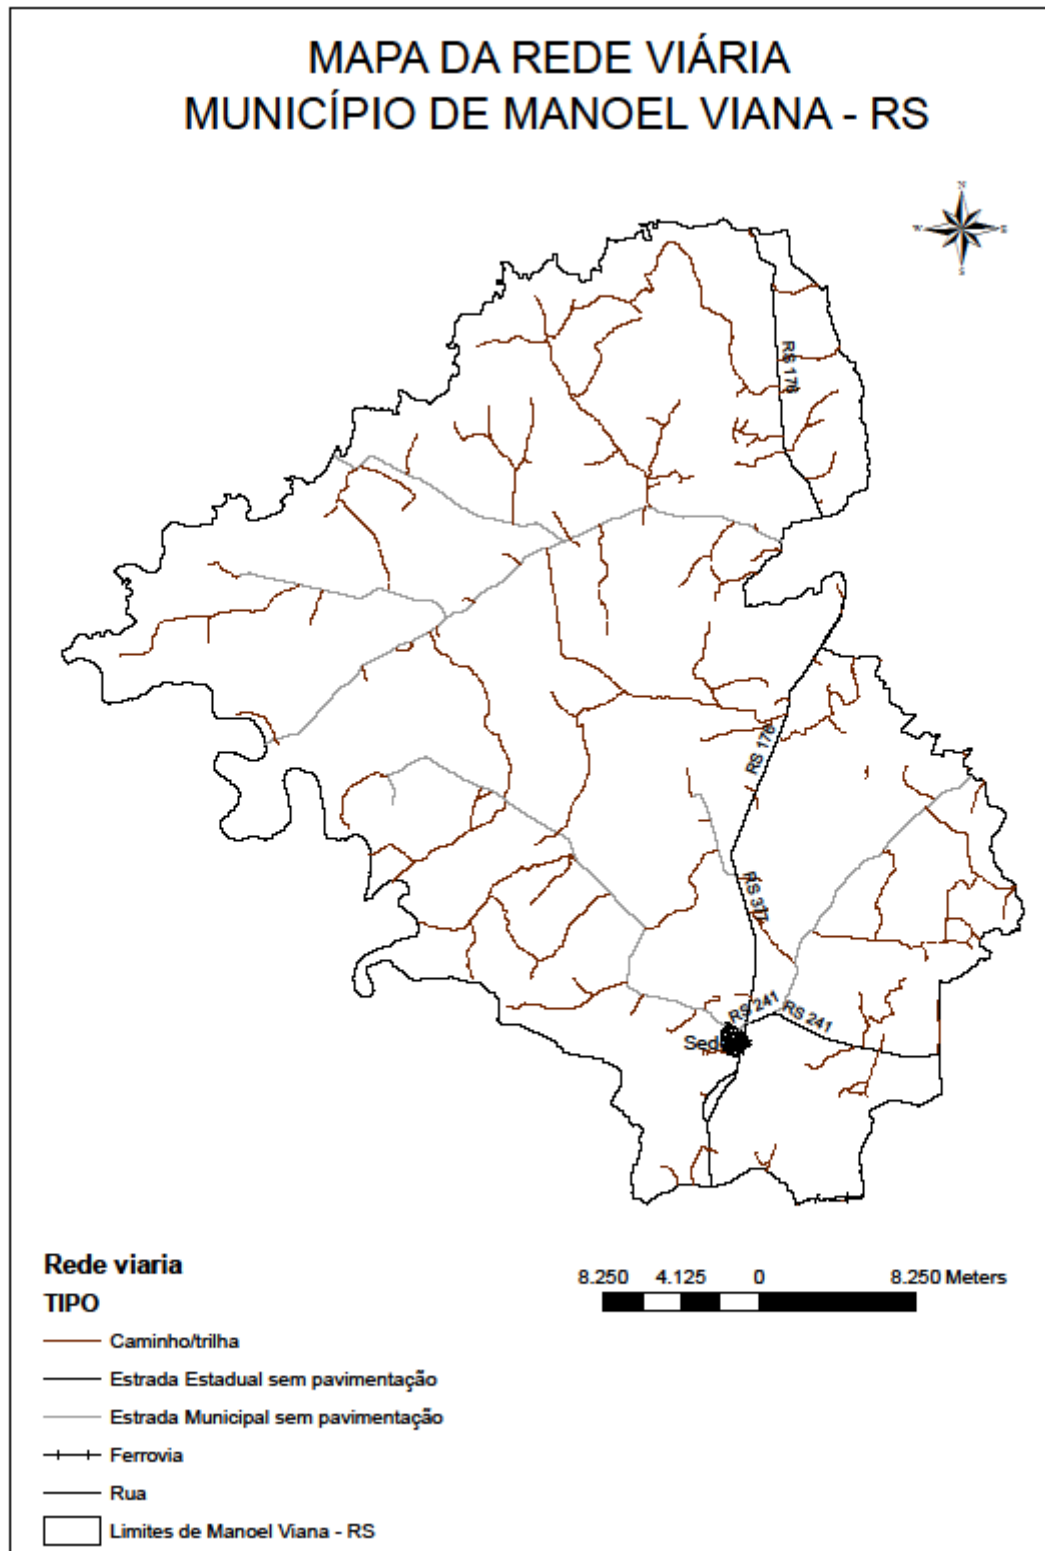 MAPA DA REDE VIÁRIA
MUNICÍPIO DE MANOEL VIANA - RS
N
W
E
S
RS 176
RS 176
RS 377
RS 241
RS 241
Sed
Rede viaria
TIPO
Caminho/trilha
Estrada Estadual sem pavimentação
Estrada Municipal sem pavimentação
Ferrovia
Rua
Limites de Manoel Viana - RS
8.250 4.125 0 8.250 Meters